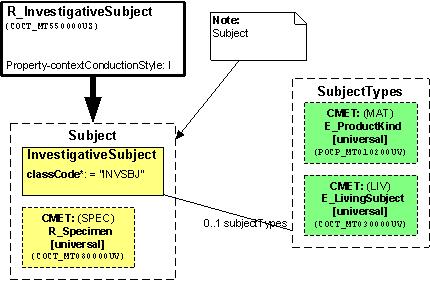 R_InvestigativeSubject
(COCT_MT550000US)
Property-contextConductionStyle: I
Note:
Subject
Subject
InvestigativeSubject
classCode*: = "INVSBJ"
CMET: (SPEC)
R_Specimen
[universal]
(COCT_MT080000UV)
0..1 subjectTypes
SubjectTypes
CMET: (MAT)
E_ProductKind
[universal]
(POCP_MT010200UV)
CMET: (LIV)
E_LivingSubject
[universal]
(COCT_MT030000UV)